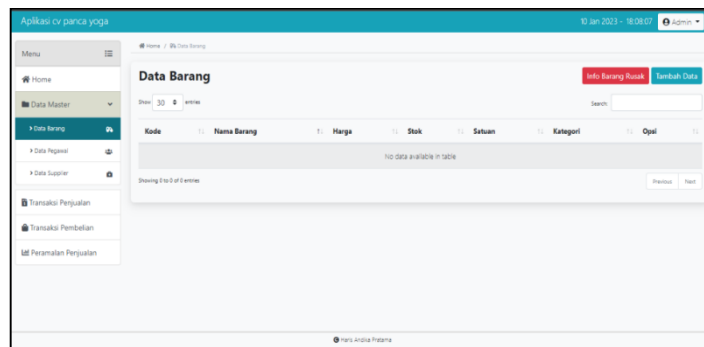 Aplikasi cv panca yoga
10 Jan 2023 - 18:08:07 Admin
Menu
Home
Data Master
Data Barang
Data Pegawai
Data Supplier
Transaksi Penjualan
Transaksi Pembelian
Peramalan Penjualan
Home / Data Barang
Data Barang
Info Barang Rusak Tambah Data
Show 30 entries
Search:
Kode Nama Barang Harga Stok Satuan Kategori Opsi
No data available in table
Showing 0 to 0 of 0 entries
Previous Next
Haris Andika Pratama